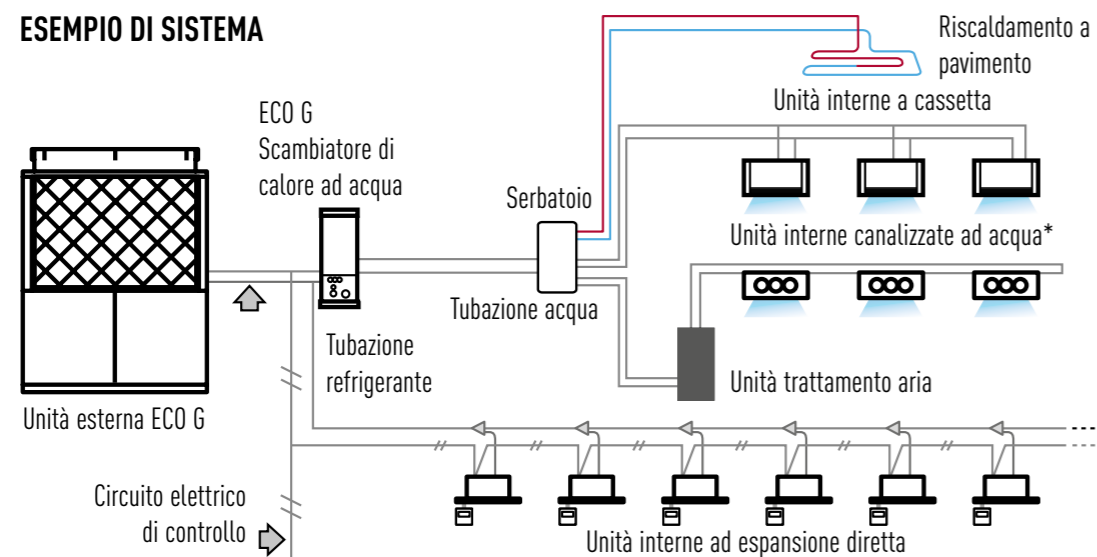 ESEMPIO DI SISTEMA
Riscaldamento a
pavimento
Unità interne a cassetta
ECO G
Scambiatore di
calore ad acqua
Serbatoio
Unità interne canalizzate ad acqua*
Tubazione acqua
Tubazione
refrigerante
Unità trattamento aria
Unità esterna ECO G
Circuito elettrico
di controllo
Unità interne ad espansione diretta